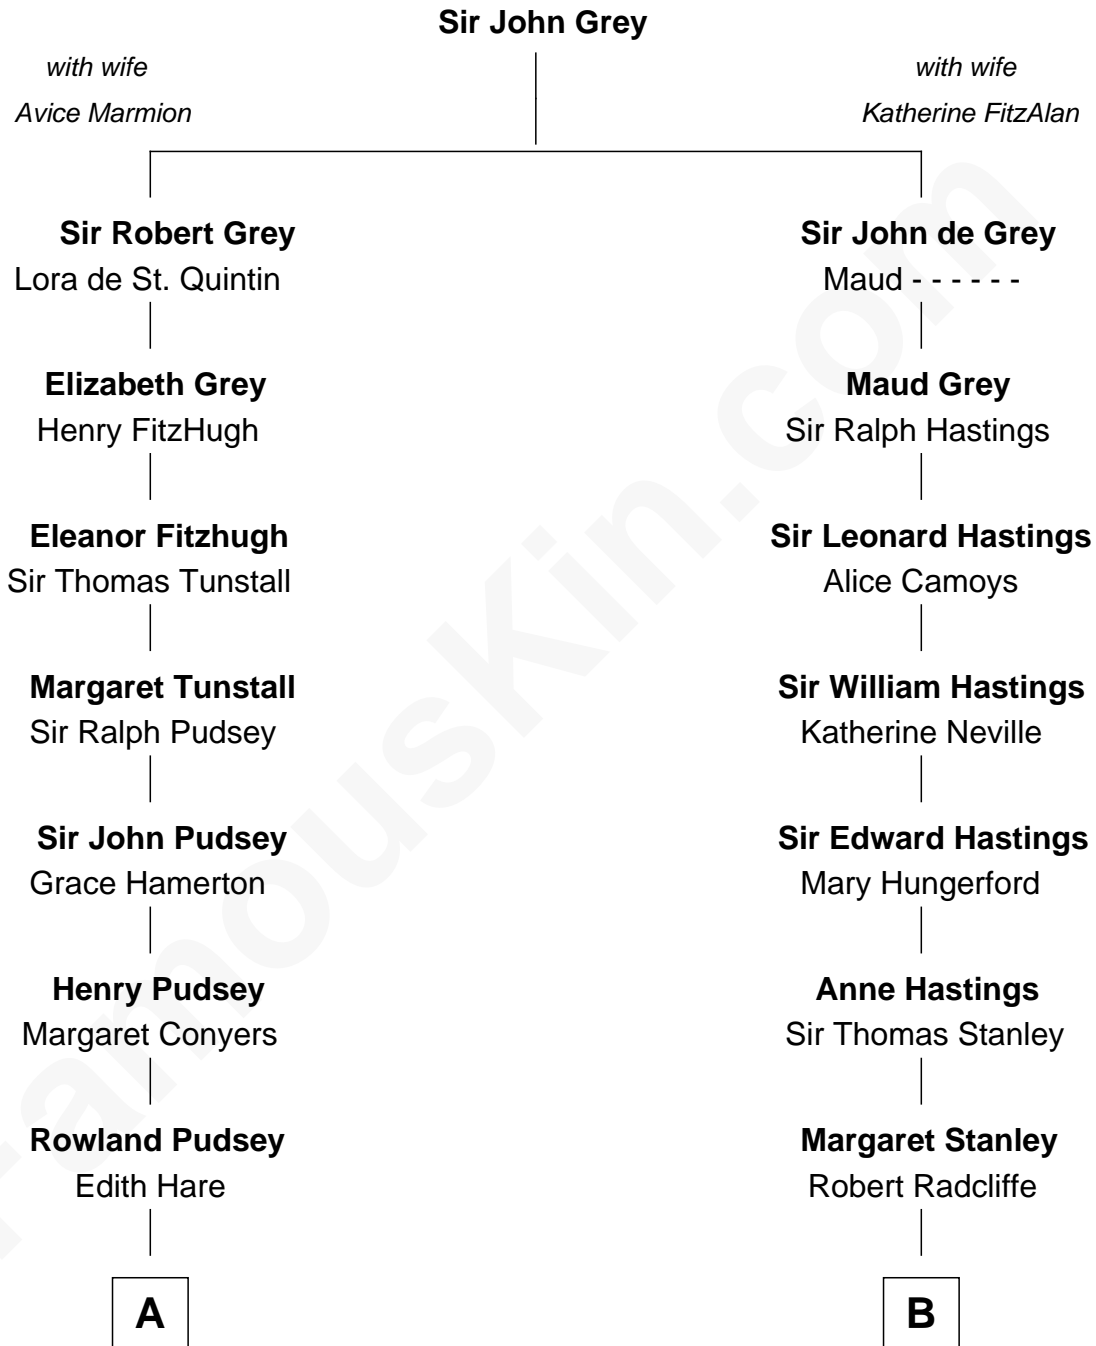 Sir John Grey
with wife
Avice Marmion
with wife
Katherine FitzAlan
Sir Robert Grey
Lora de St. Quintin
Sir John de Grey
Maud - - - - - -
Elizabeth Grey
Henry FitzHugh
Maud Grey
Sir Ralph Hastings
Eleanor Fitzhugh
Sir Thomas Tunstall
Sir Leonard Hastings
Alice Camoys
Margaret Tunstall
Sir Ralph Pudsey
Sir William Hastings
Katherine Neville
Sir John Pudsey
Grace Hamerton
Sir Edward Hastings
Mary Hungerford
Henry Pudsey
Margaret Conyers
Anne Hastings
Sir Thomas Stanley
Rowland Pudsey
Edith Hare
Margaret Stanley
Robert Radcliffe
A
B
FamousKin.com